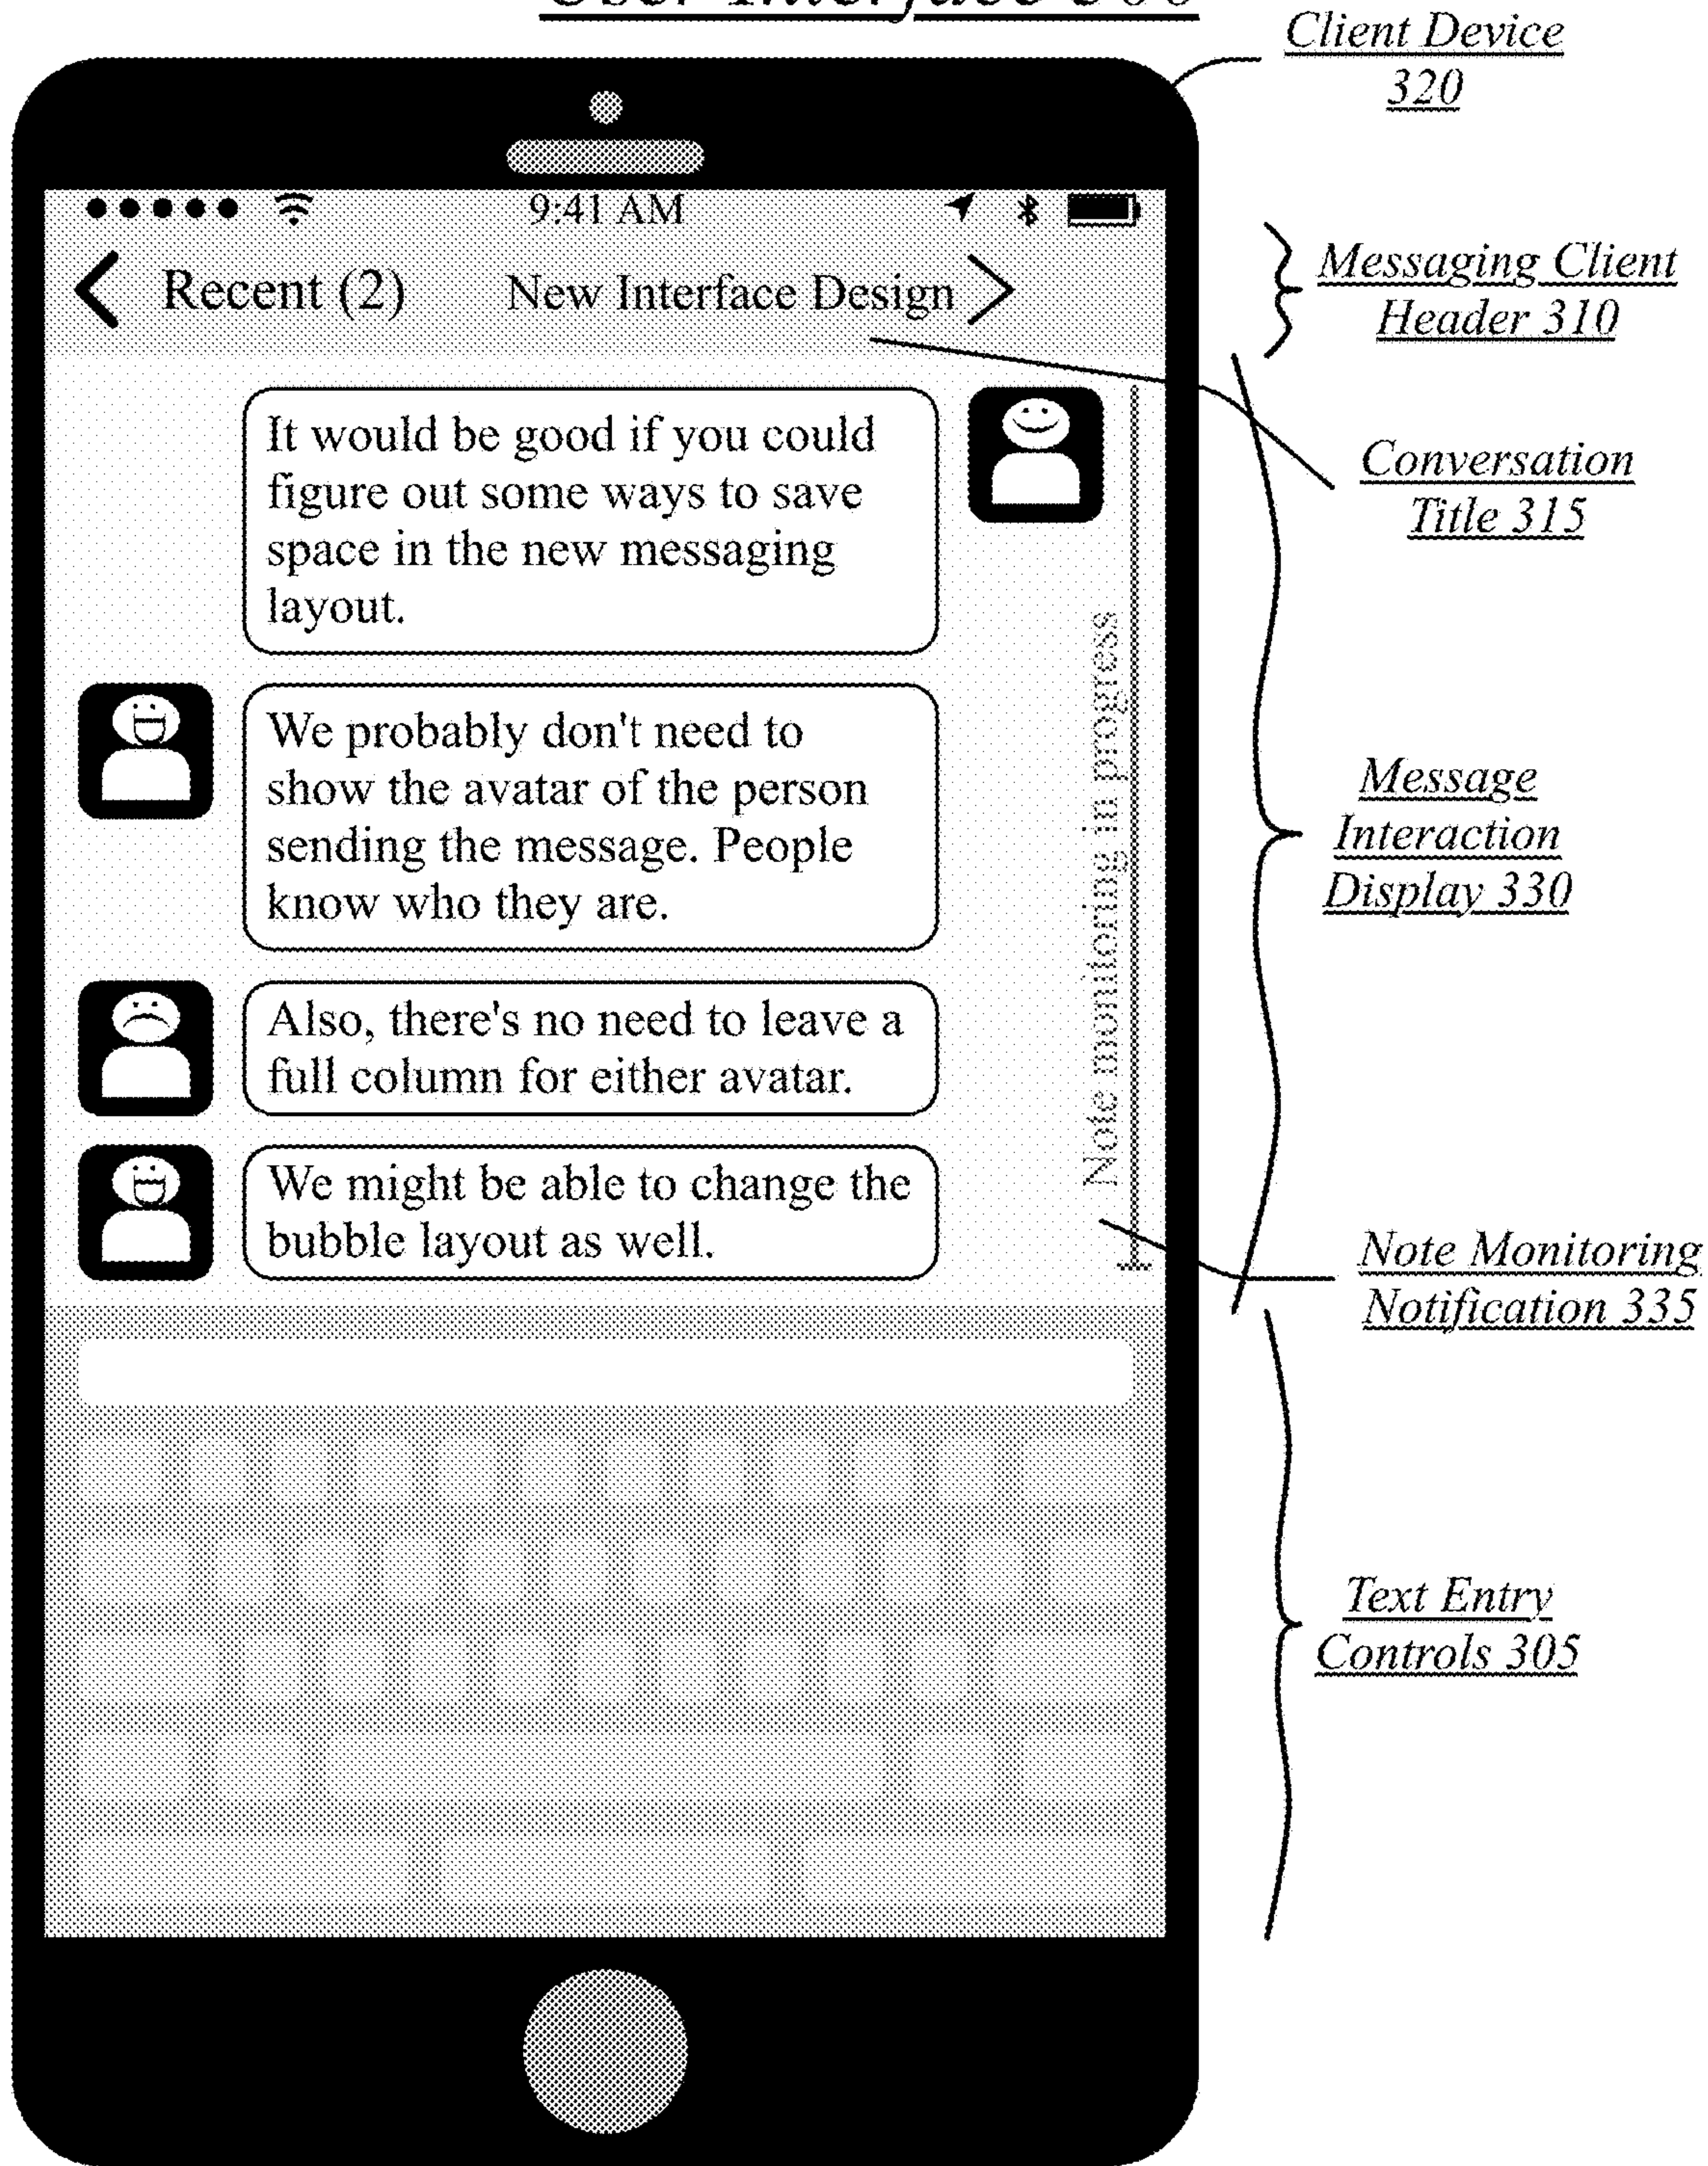 User Interface 300
Client Device
320
9:41 AM
Recent (2)
New Interface Design
Messaging Client
Header 310
It would be good if you could
figure out some ways to save
space in the new messaging
layout.
Conversation
Title 315
We probably don't need to
show the avatar of the person
sending the message. People
know who they are.
Note monitoring in progress
Message
Interaction
Display 330
Also, there's no need to leave a
full column for either avatar.
We might be able to change the
bubble layout as well.
Note Monitoring
Notification 335
Text Entry
Controls 305